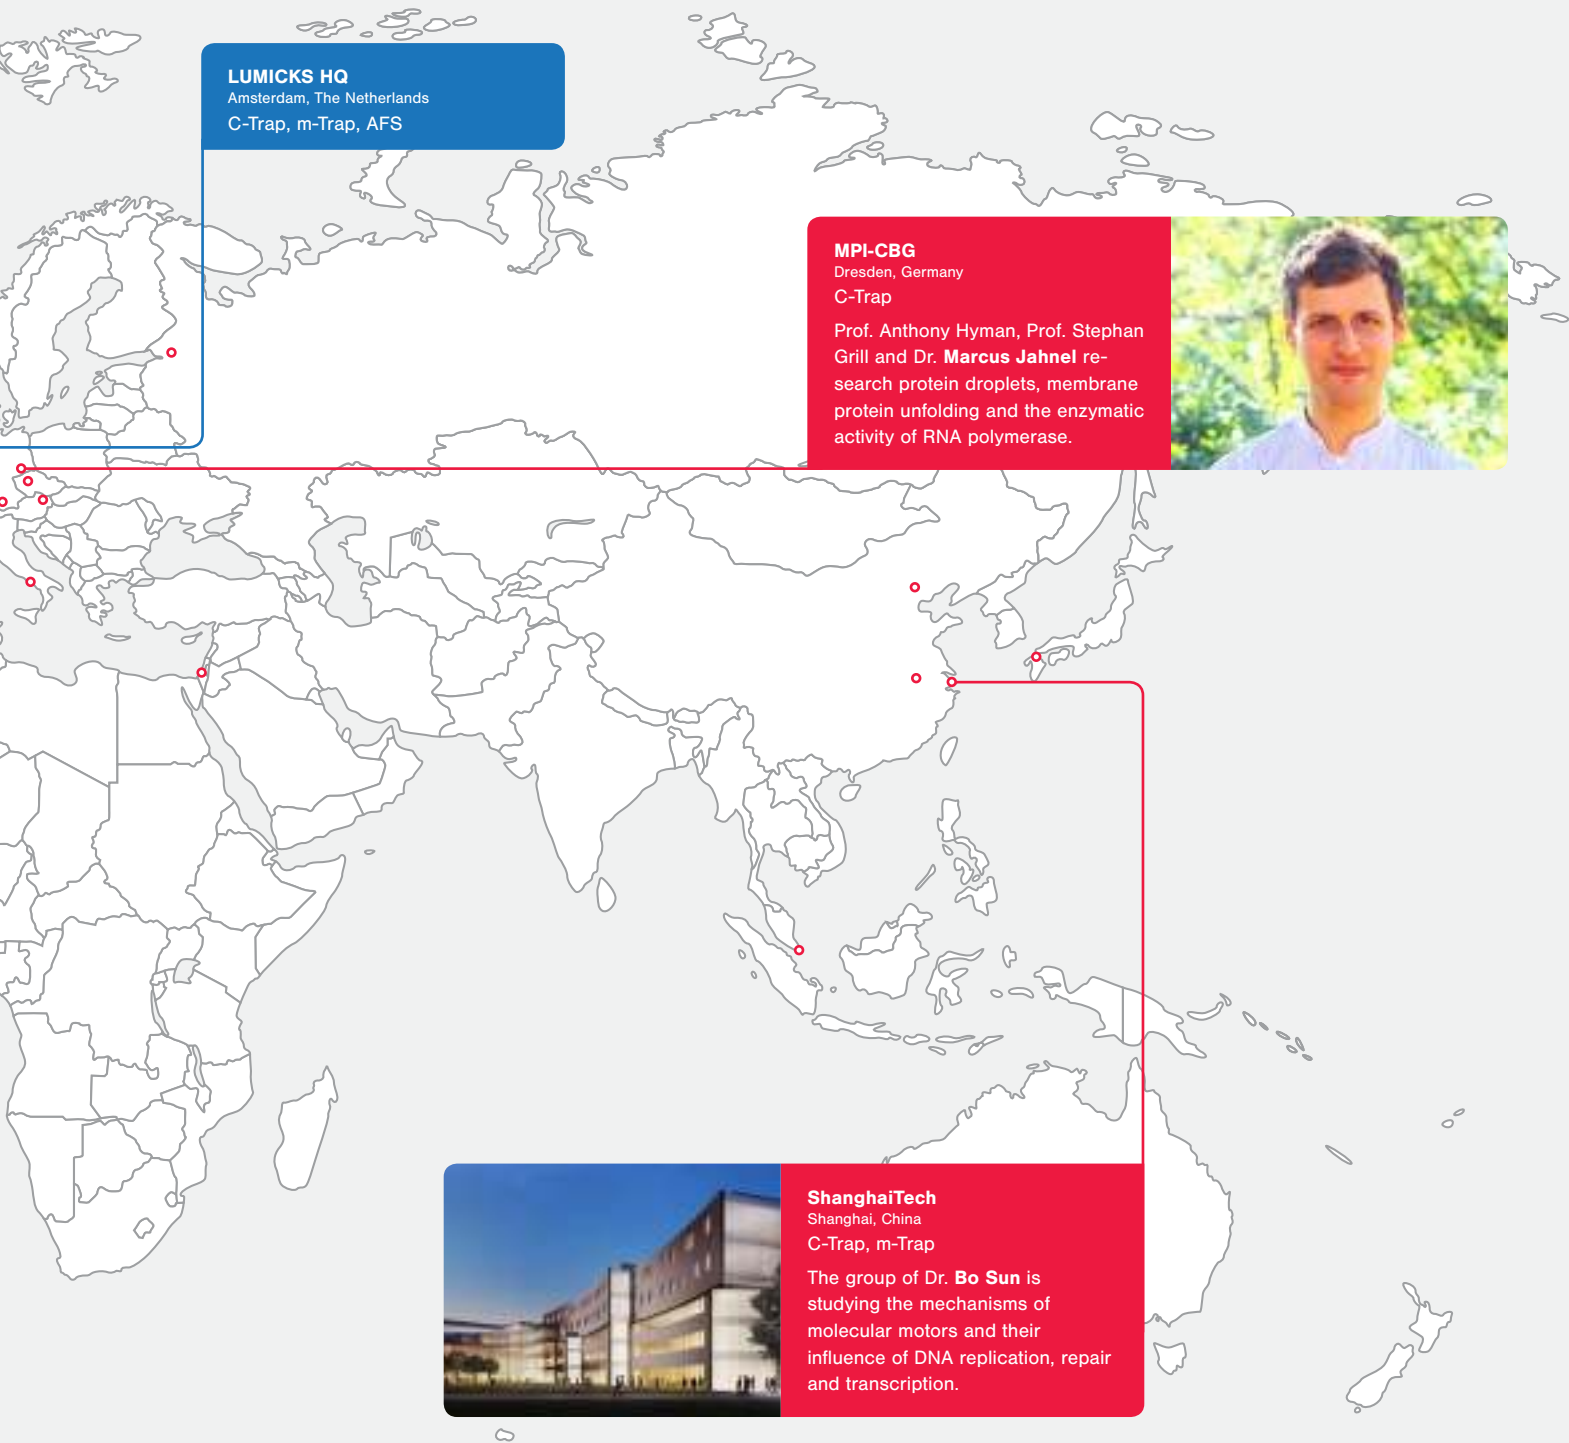 LUMICKS HQ
Amsterdam, The Netherlands
C-Trap, m-Trap, AFS
MPI-CBG
Dresden, Germany
C-Trap
Prof. Anthony Hyman, Prof. Stephan
Grill and Dr. Marcus Jahnel re-
search protein droplets, membrane
protein unfolding and the enzymatic
activity of RNA polymerase.
ShanghaiTech
Shanghai, China
C-Trap, m-Trap
The group of Dr. Bo Sun is
studying the mechanisms of
molecular motors and their
influence of DNA replication, repair
and transcription.